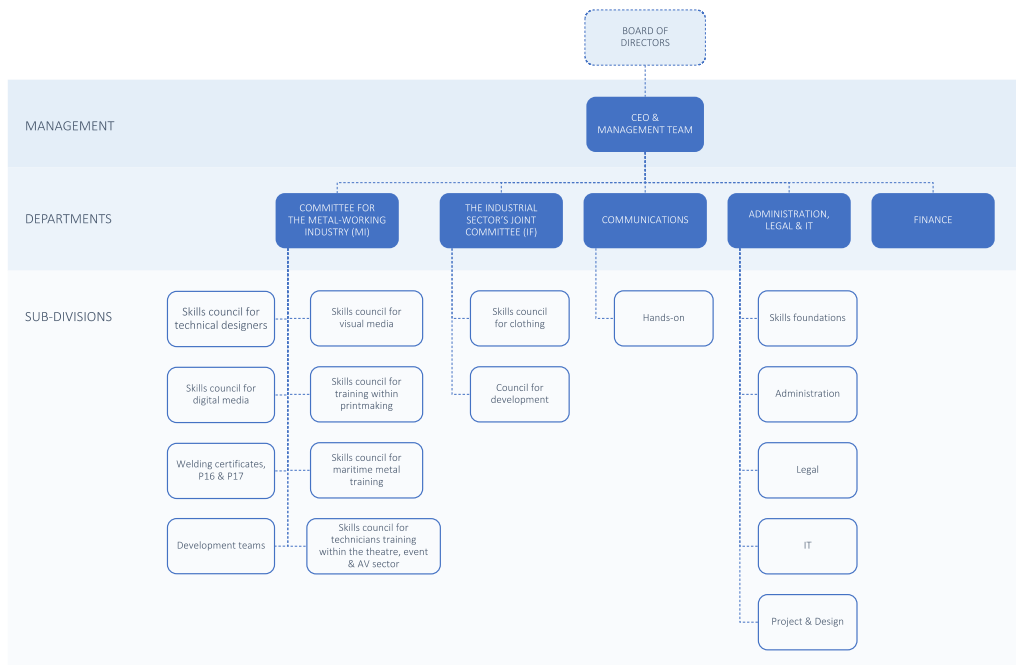 BOARD OF
DIRECTORS
MANAGEMENT
CEO &
MANAGEMENT TEAM
DEPARTMENTS
COMMITTEE FOR
THE METAL-WORKING
INDUSTRY (MI)
THE INDUSTRIAL
SECTOR'S JOINT
COMMITTEE (IF)
COMMUNICATIONS
ADMINISTRATION,
LEGAL & IT
FINANCE
SUB-DIVISIONS
Skills council for
technical designers
Skills council for
visual media
Skills council
for clothing
Hands-on
Skills foundations
Skills council for
digital media
Skills council for
training within
printmaking
Council for
development
Administration
Welding certificates,
P16 & P17
Skills council for
maritime metal
training
Legal
Development teams
Skills council for
technicians training
within the theatre, event
& AV sector
IT
Project & Design